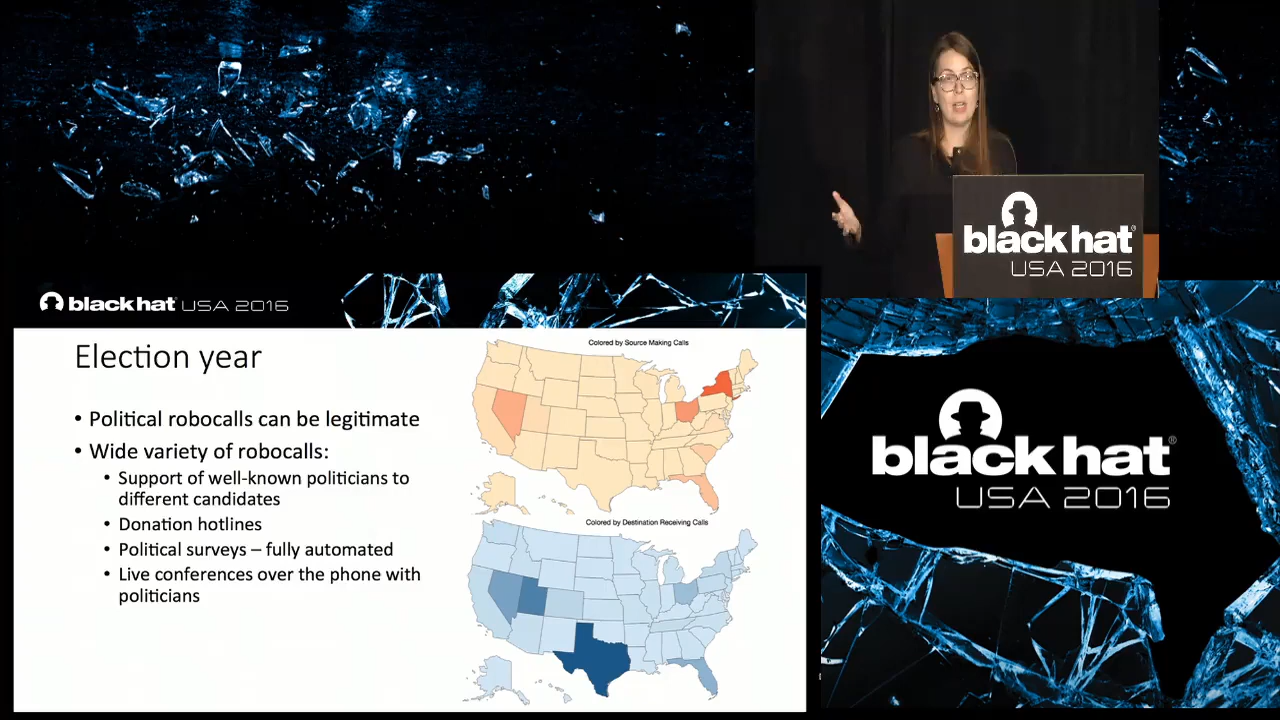 black hat®
USA 2016
black hat® USA 2016
Election year
• Political robocalls can be legitimate
• Wide variety of robocalls:
• Support of well-known politicians to
different candidates
• Donation hotlines
• Political surveys – fully automated
• Live conferences over the phone with
politicians
Colored by Source Making Calls
Colored by Destination Receiving Calls
black hat®
USA 2016